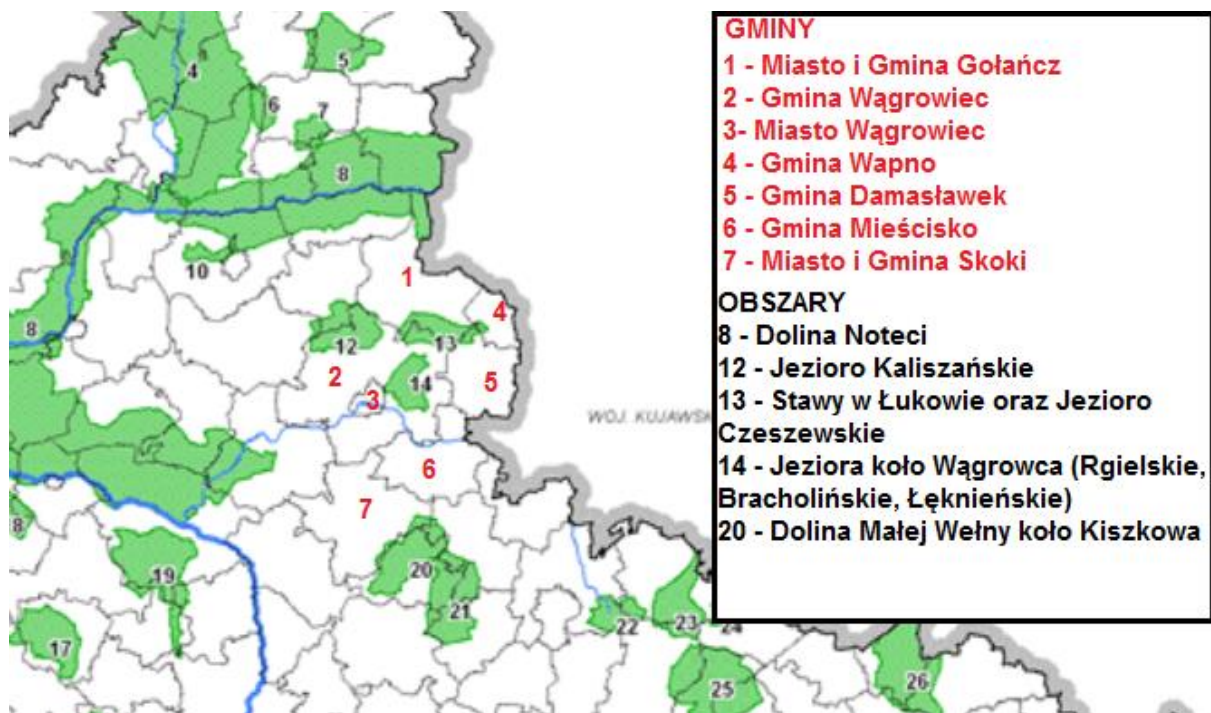 GMINY
1 - Miasto i Gmina Gołańcz
2 - Gmina Wągrowiec
3- Miasto Wągrowiec
4 - Gmina Wapno
5 - Gmina Damasławek
6 - Gmina Mieścisko
7 - Miasto i Gmina Skoki
OBSZARY
8 - Dolina Noteci
12 - Jezioro Kaliszańskie
13 - Stawy w Łukowie oraz Jezioro
Czeszewskie
14 - Jeziora koło Wągrowca (Rgielskie,
Bracholińskie, Łęknieńskie)
20 - Dolina Małej Wełny koło Kiszkowa
4
5
6
7
8
10
1
4
8
12
13
2
14
5
3
WOJ. KUJAWSK
6
7
8
19
20
21
22
23
24
17
25
26